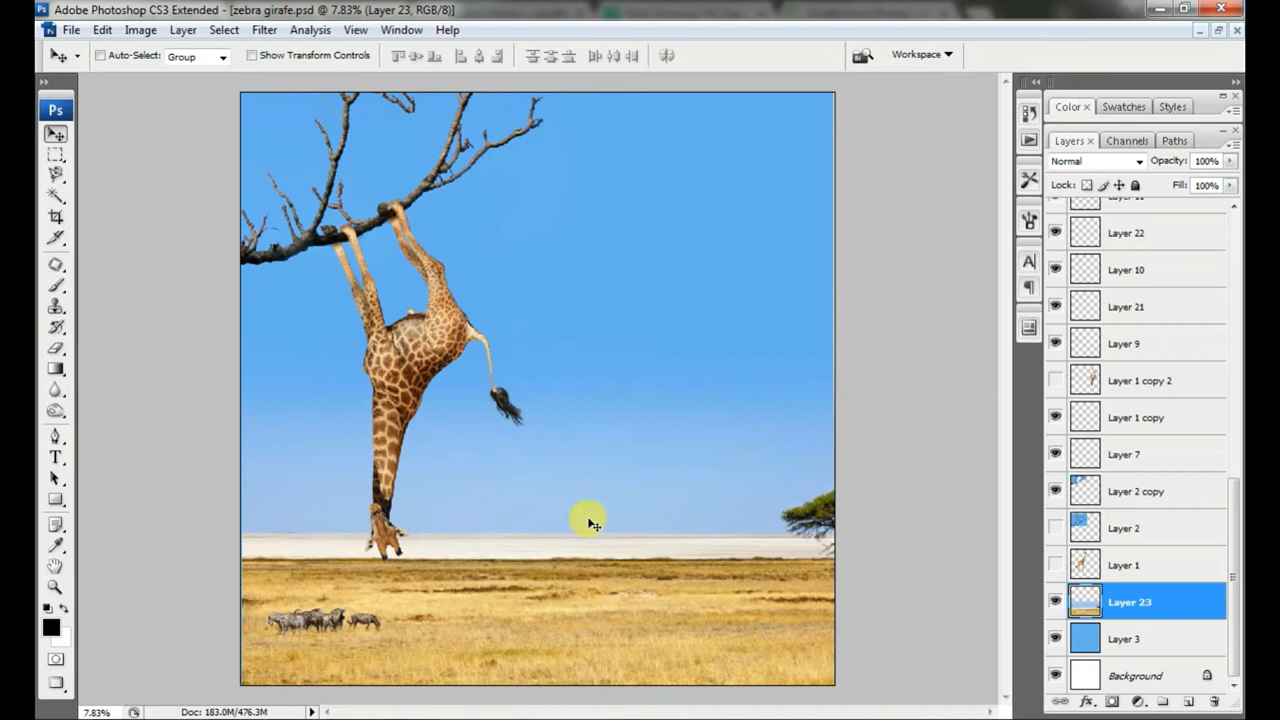 Adobe Photoshop CS3 Extended - [zebra girafe.psd @ 7.83% (Layer 23, RGB/8)]
File Edit Image Layer Select Filter Analysis View Window Help
Auto-Select: Group Show Transform Controls Workspace
Ps
Color Swatches Styles
Layers Channels Paths
Normal Opacity: 100%
Lock: Fill: 100%
Layer 22
Layer 10
Layer 21
Layer 9
Layer 1 copy 2
Layer 1 copy
Layer 7
Layer 2 copy
Layer 2
Layer 1
Layer 23
Layer 3
Background
7.83% Doc: 183.0M/476.3M